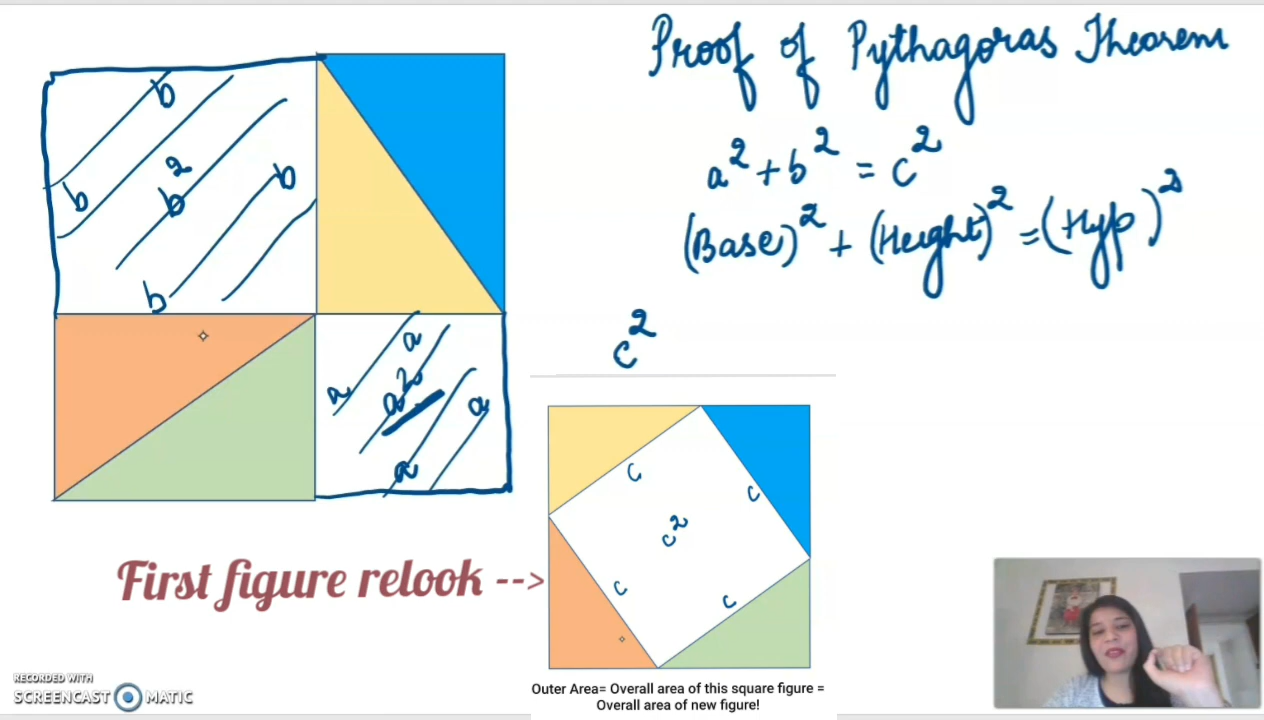 Proof of Pythagoras Theorem
a² + b² = c²
(Base)² + (Height)² = (Hyp)²
b
b
b²
b
b
a
a
a²
a
a
c²
c
c
c²
c
c
First figure relook -->
Outer Area= Overall area of this square figure =
Overall area of new figure!
RECORDED WITH
SCREENCAST MATIC